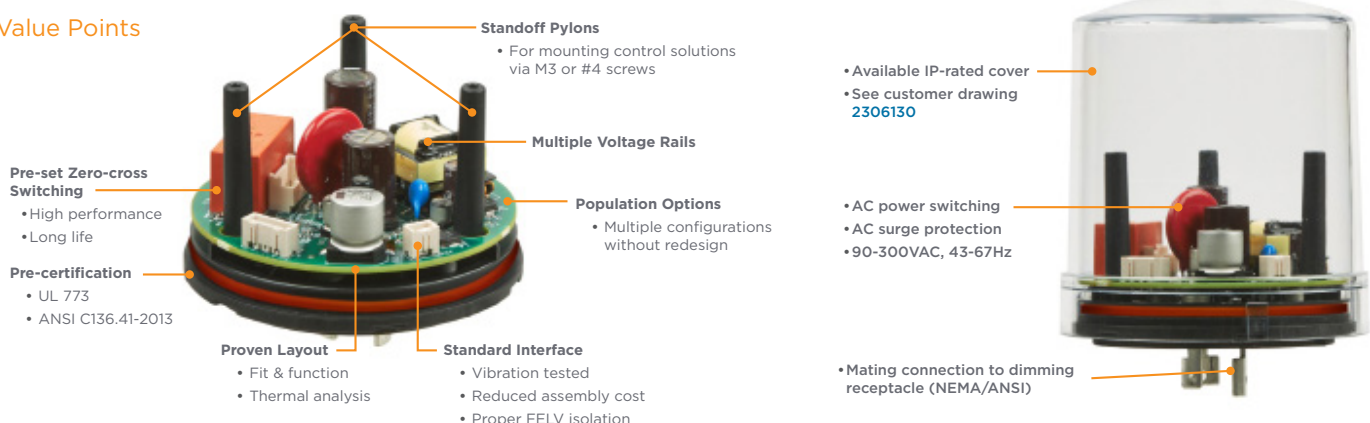 Value Points
Standoff Pylons
• For mounting control solutions
via M3 or #4 screws
Multiple Voltage Rails
Pre-set Zero-cross
Switching
•High performance
•Long life
Population Options
• Multiple configurations
without redesign
Pre-certification
• UL 773
• ANSI C136.41-2013
Proven Layout
• Fit & function
• Thermal analysis
Standard Interface
• Vibration tested
• Reduced assembly cost
• Proper FELV isolation
•Available IP-rated cover
•See customer drawing
2306130
•AC power switching
•AC surge protection
•90-300VAC, 43-67Hz
•Mating connection to dimming
receptacle (NEMA/ANSI)